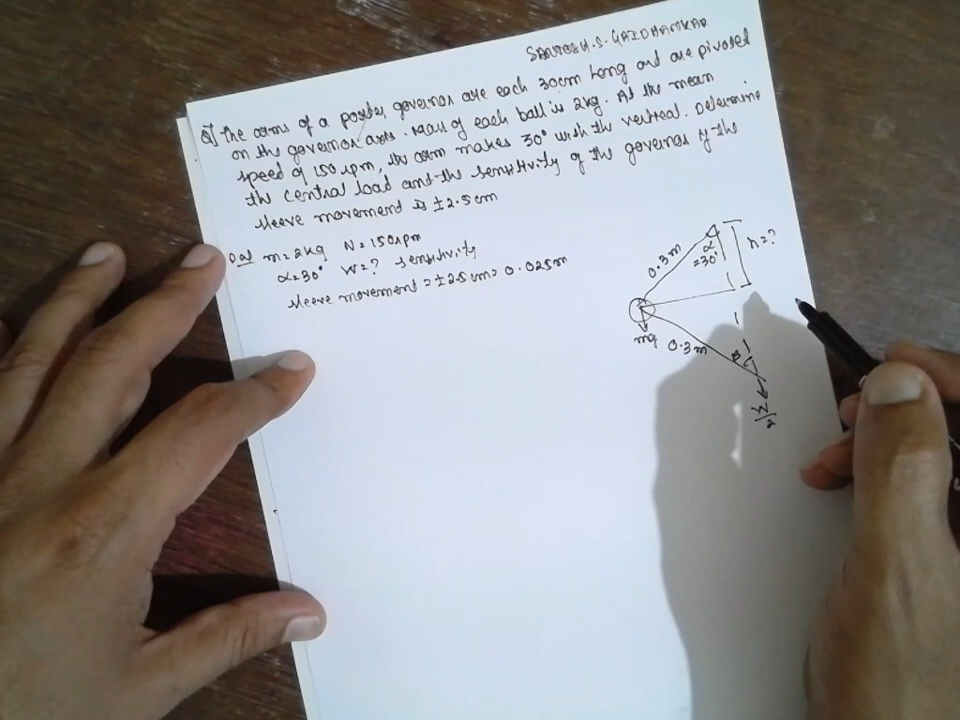 SANTOSH.S.GAIDHANKAR
Q) The arms of a porter governor are each 30cm long and are pivoted
on the governor axis. Mass of each ball is 2kg. At the mean
speed of 150 rpm, the arm makes 30° with the vertical. Determine
the central load and the sensitivity of the governor if the
sleeve movement is ±2.5cm
m=2kg N=150rpm
α=30° W=? Sensitivity
Sleeve movement = ±2.5cm = 0.025m
0.3m
α
=30°
h=?
mg
0.3m
β
W/2